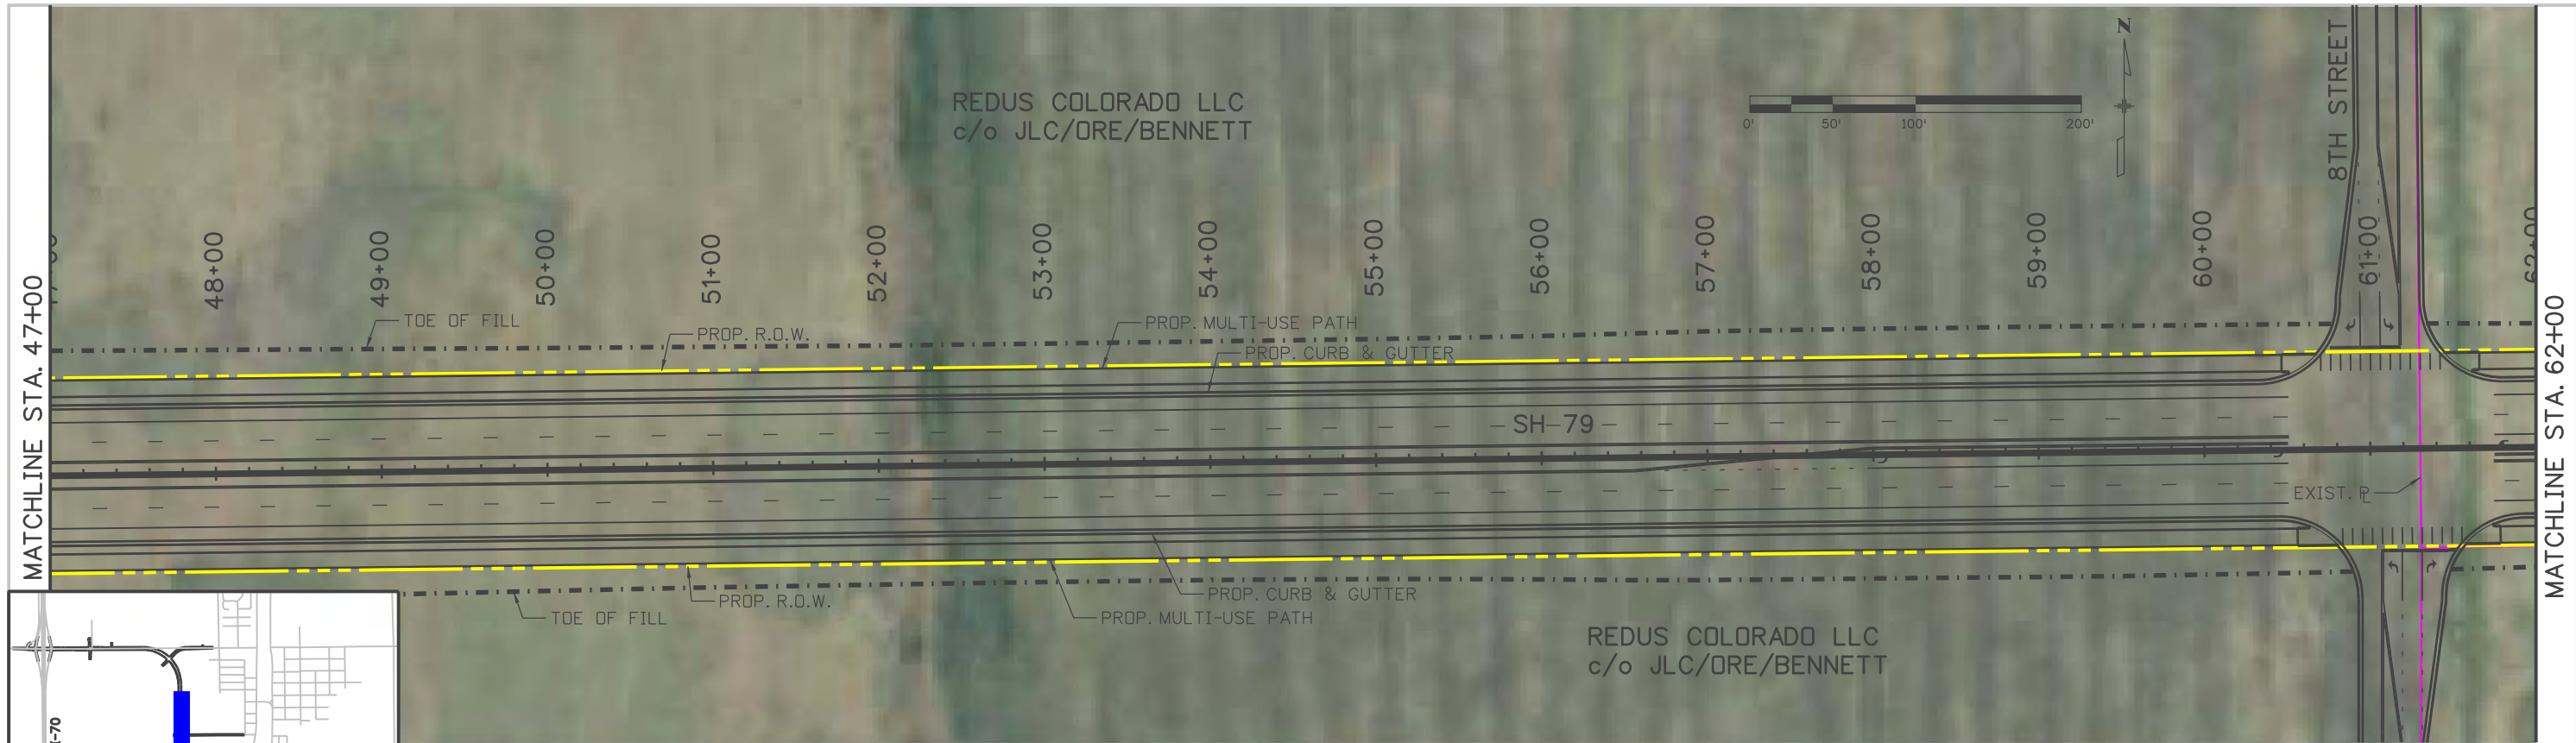 REDUS COLORADO LLC
c/o JLC/ORE/BENNETT
N
0' 50' 100' 200'
8TH STREET
MATCHLINE STA. 47+00
48+00
49+00
50+00
51+00
52+00
53+00
54+00
55+00
56+00
57+00
58+00
59+00
60+00
61+00
62+00
MATCHLINE STA. 62+00
TOE OF FILL
PROP. R.O.W.
PROP. MULTI-USE PATH
PROP. CURB & GUTTER
SH-79
EXIST. PL
TOE OF FILL
PROP. R.O.W.
PROP. MULTI-USE PATH
PROP. CURB & GUTTER
REDUS COLORADO LLC
c/o JLC/ORE/BENNETT
I-70